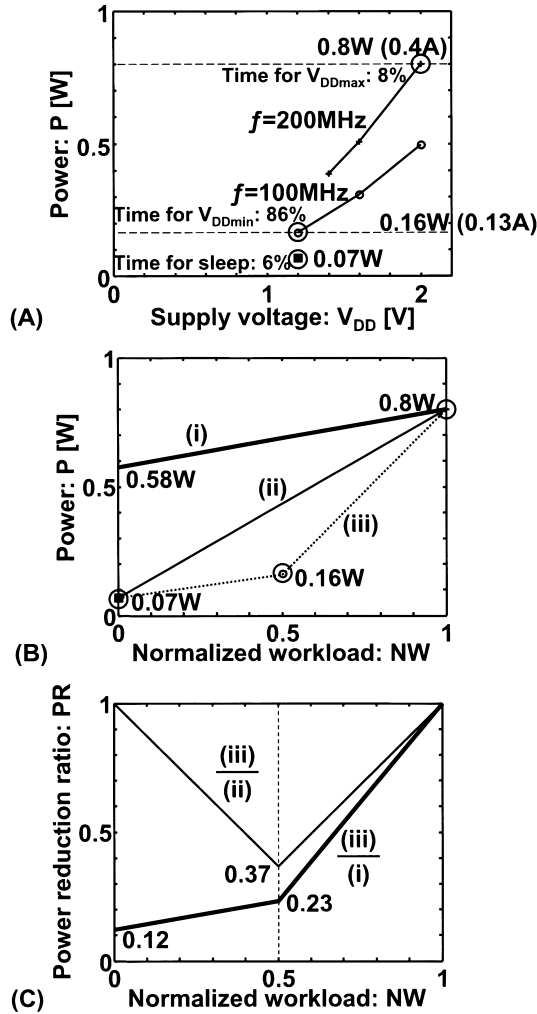 1
0.8W (0.4A)
Time for VDDmax: 8%
f=200MHz
0.5
f=100MHz
Time for VDDmin: 86%
0.16W (0.13A)
Time for sleep: 6%
0.07W
0
0
1
2
Power: P [W]
Supply voltage: VDD [V]
(A)
1
0.8W
(i)
0.58W
0.5
(ii)
(iii)
0.16W
0.07W
0
0
0.5
1
Power: P [W]
Normalized workload: NW
(B)
1
(iii)
(ii)
0.5
(iii)
(i)
0.37
0.23
0.12
0
0
0.5
1
Power reduction ratio: PR
Normalized workload: NW
(C)